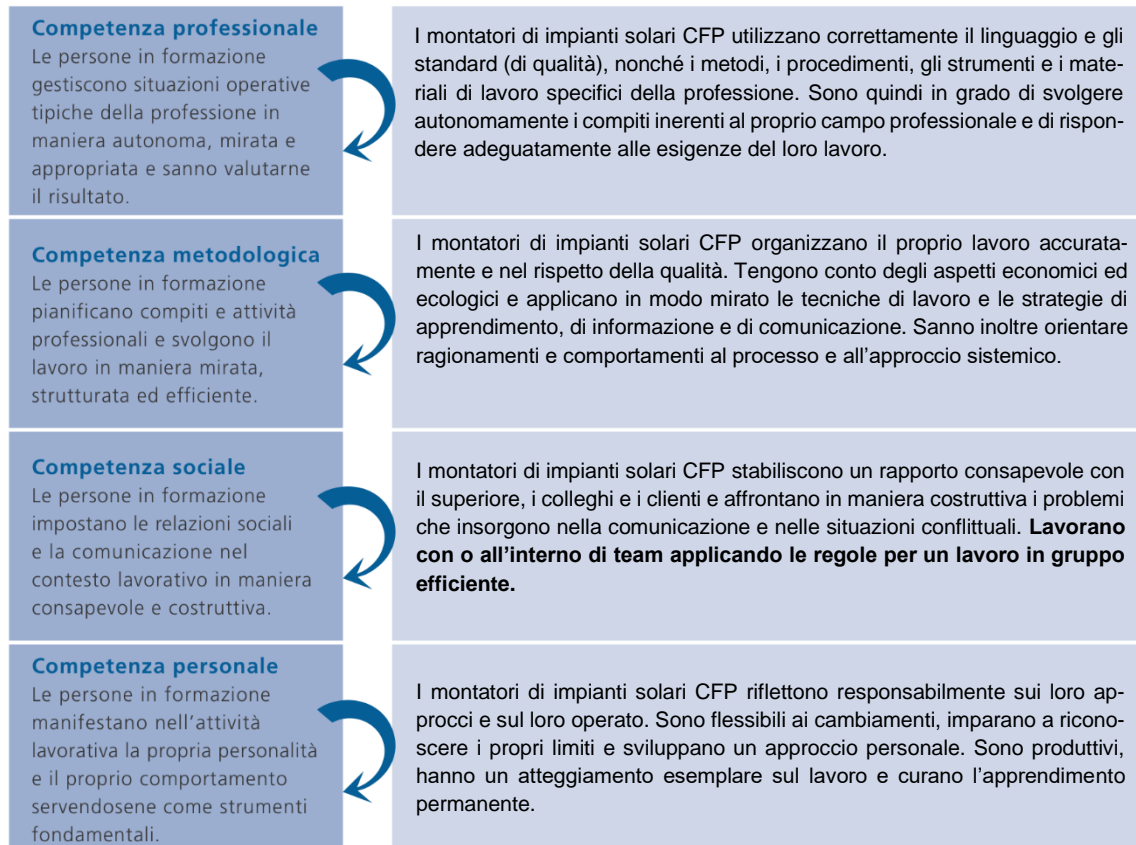 Competenza professionale
Le persone in formazione
gestiscono situazioni operative
tipiche della professione in
maniera autonoma, mirata e
appropriata e sanno valutarne
il risultato.
I montatori di impianti solari CFP utilizzano correttamente il linguaggio e gli
standard (di qualità), nonché i metodi, i procedimenti, gli strumenti e i mate-
riali di lavoro specifici della professione. Sono quindi in grado di svolgere
autonomamente i compiti inerenti al proprio campo professionale e di rispon-
dere adeguatamente alle esigenze del loro lavoro.
Competenza metodologica
Le persone in formazione
pianificano compiti e attività
professionali e svolgono il
lavoro in maniera mirata,
strutturata ed efficiente.
I montatori di impianti solari CFP organizzano il proprio lavoro accurata-
mente e nel rispetto della qualità. Tengono conto degli aspetti economici ed
ecologici e applicano in modo mirato le tecniche di lavoro e le strategie di
apprendimento, di informazione e di comunicazione. Sanno inoltre orientare
ragionamenti e comportamenti al processo e all'approccio sistemico.
Competenza sociale
Le persone in formazione
impostano le relazioni sociali
e la comunicazione nel
contesto lavorativo in maniera
consapevole e costruttiva.
I montatori di impianti solari CFP stabiliscono un rapporto consapevole con
il superiore, i colleghi e i clienti e affrontano in maniera costruttiva i problemi
che insorgono nella comunicazione e nelle situazioni conflittuali. Lavorano
con o all'interno di team applicando le regole per un lavoro in gruppo
efficiente.
Competenza personale
Le persone in formazione
manifestano nell'attività
lavorativa la propria personalità
e il proprio comportamento
servendosene come strumenti
fondamentali.
I montatori di impianti solari CFP riflettono responsabilmente sui loro ap-
procci e sul loro operato. Sono flessibili ai cambiamenti, imparano a ricono-
scere i propri limiti e sviluppano un approccio personale. Sono produttivi,
hanno un atteggiamento esemplare sul lavoro e curano l'apprendimento
permanente.